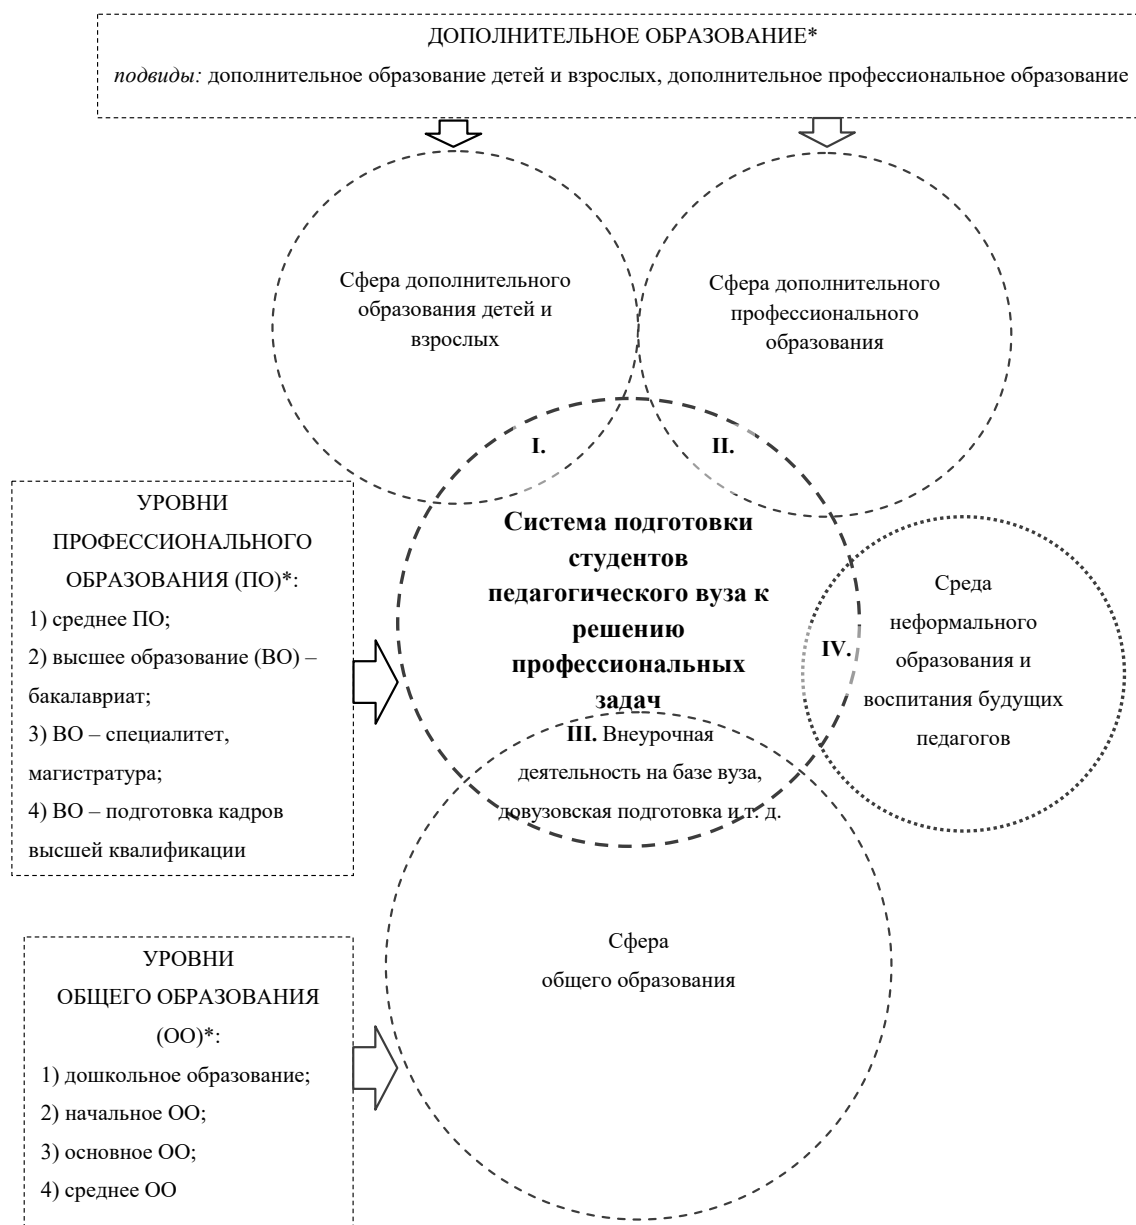 ДОПОЛНИТЕЛЬНОЕ ОБРАЗОВАНИЕ*
подвиды: дополнительное образование детей и взрослых, дополнительное профессиональное образование
Сфера дополнительного
образования детей и
взрослых
Сфера дополнительного
профессионального
образования
I.
II.
УРОВНИ
ПРОФЕССИОНАЛЬНОГО
ОБРАЗОВАНИЯ (ПО)*:
1) среднее ПО;
2) высшее образование (ВО) –
бакалавриат;
3) ВО – специалитет,
магистратура;
4) ВО – подготовка кадров
высшей квалификации
Система подготовки
студентов
педагогического вуза к
решению
профессиональных
задач
IV.
Среда
неформального
образования и
воспитания будущих
педагогов
III. Внеурочная
деятельность на базе вуза,
довузовская подготовка и т. д.
Сфера
общего образования
УРОВНИ
ОБЩЕГО ОБРАЗОВАНИЯ
(ОО)*:
1) дошкольное образование;
2) начальное ОО;
3) основное ОО;
4) среднее ОО